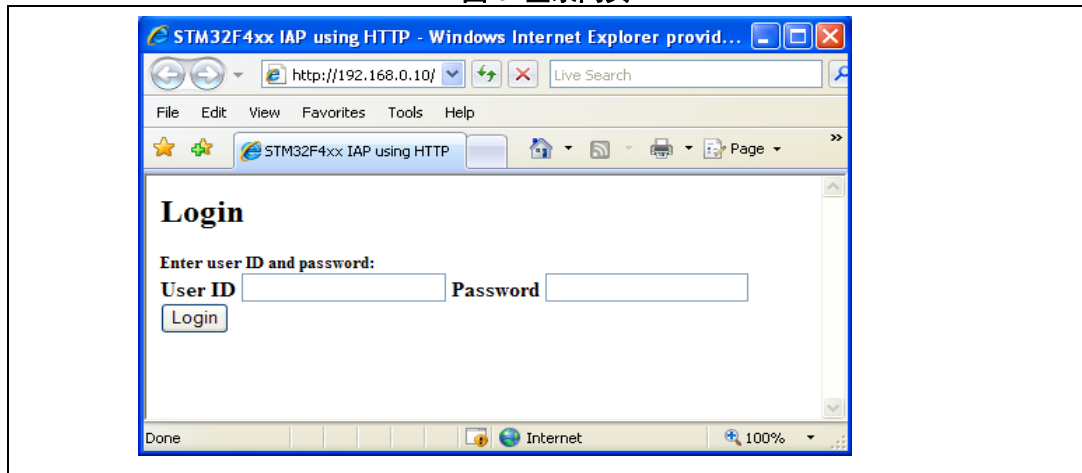 STM32F4xx IAP using HTTP - Windows Internet Explorer provid...
http://192.168.0.10/ Live Search
File Edit View Favorites Tools Help
STM32F4xx IAP using HTTP Page
Login
Enter user ID and password:
User ID Password
Login
Done Internet 100%